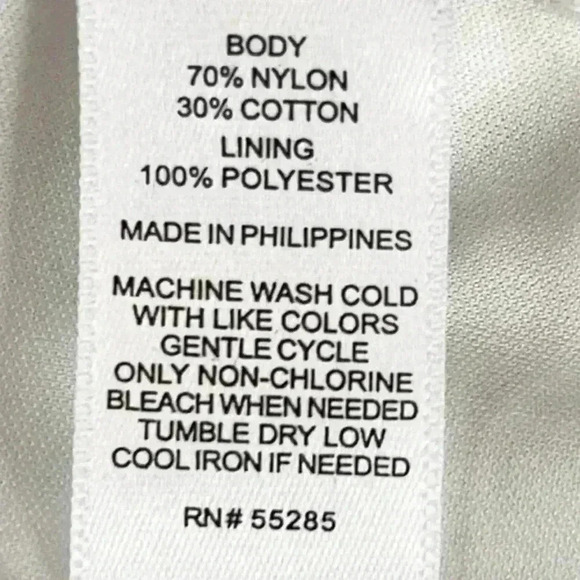 BODY
70% NYLON
30% COTTON
LINING
100% POLYESTER
MADE IN PHILIPPINES
MACHINE WASH COLD
WITH LIKE COLORS
GENTLE CYCLE
ONLY NON-CHLORINE
BLEACH WHEN NEEDED
TUMBLE DRY LOW
COOL IRON IF NEEDED
RN# 55285